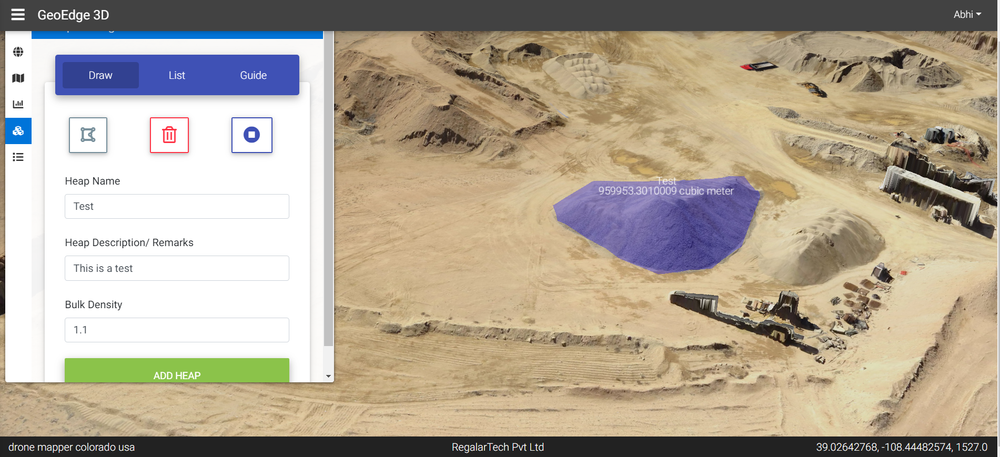 GeoEdge 3D
Abhi
Draw
List
Guide
Heap Name
Test
Heap Description/ Remarks
This is a test
Bulk Density
1.1
ADD HEAP
Test
959953.3010009 cubic meter
drone mapper colorado usa
RegalarTech Pvt Ltd
39.02642768, -108.44482574, 1527.0